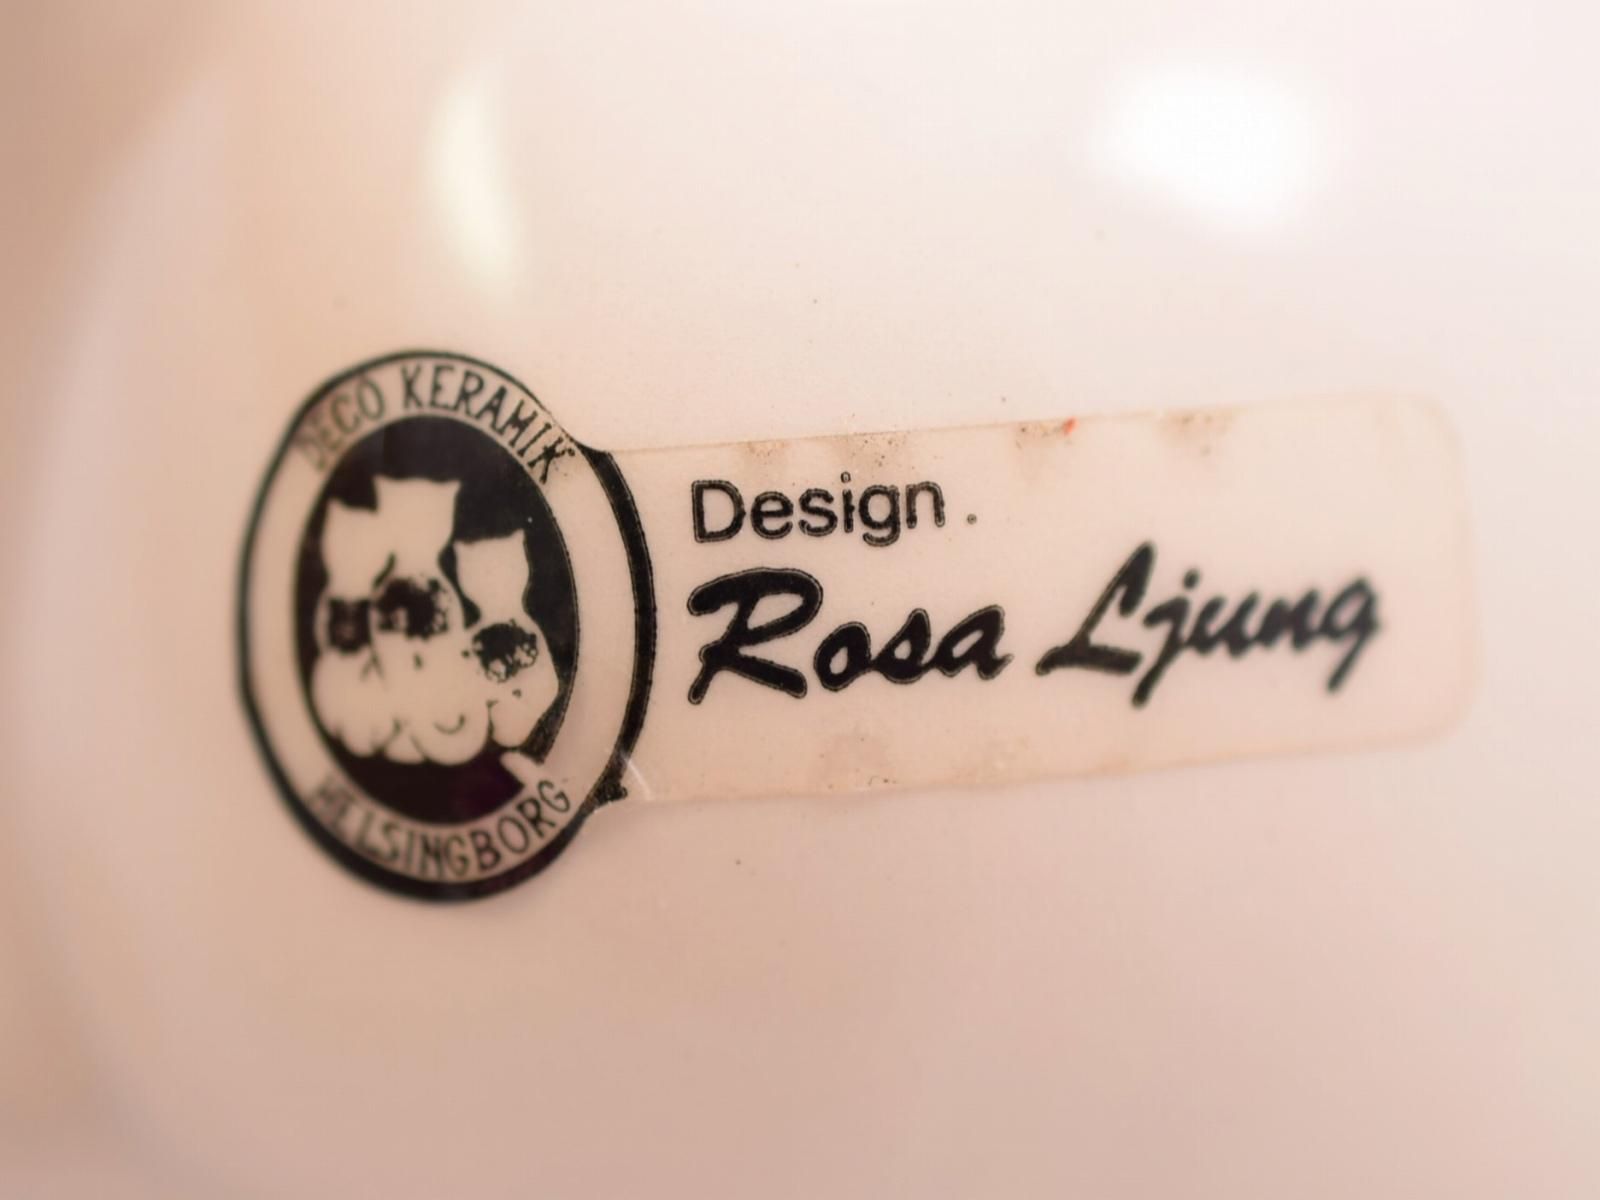 DECO KERAMIK
HELSINGBORG
Design.
Rosa Ljung